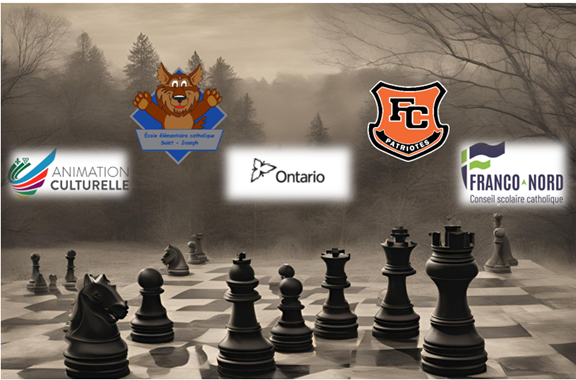 École élémentaire catholique
Saint - Joseph
FC
PATRIOTES
ANIMATION
CULTURELLE
Ontario
FRANCO NORD
Conseil scolaire catholique